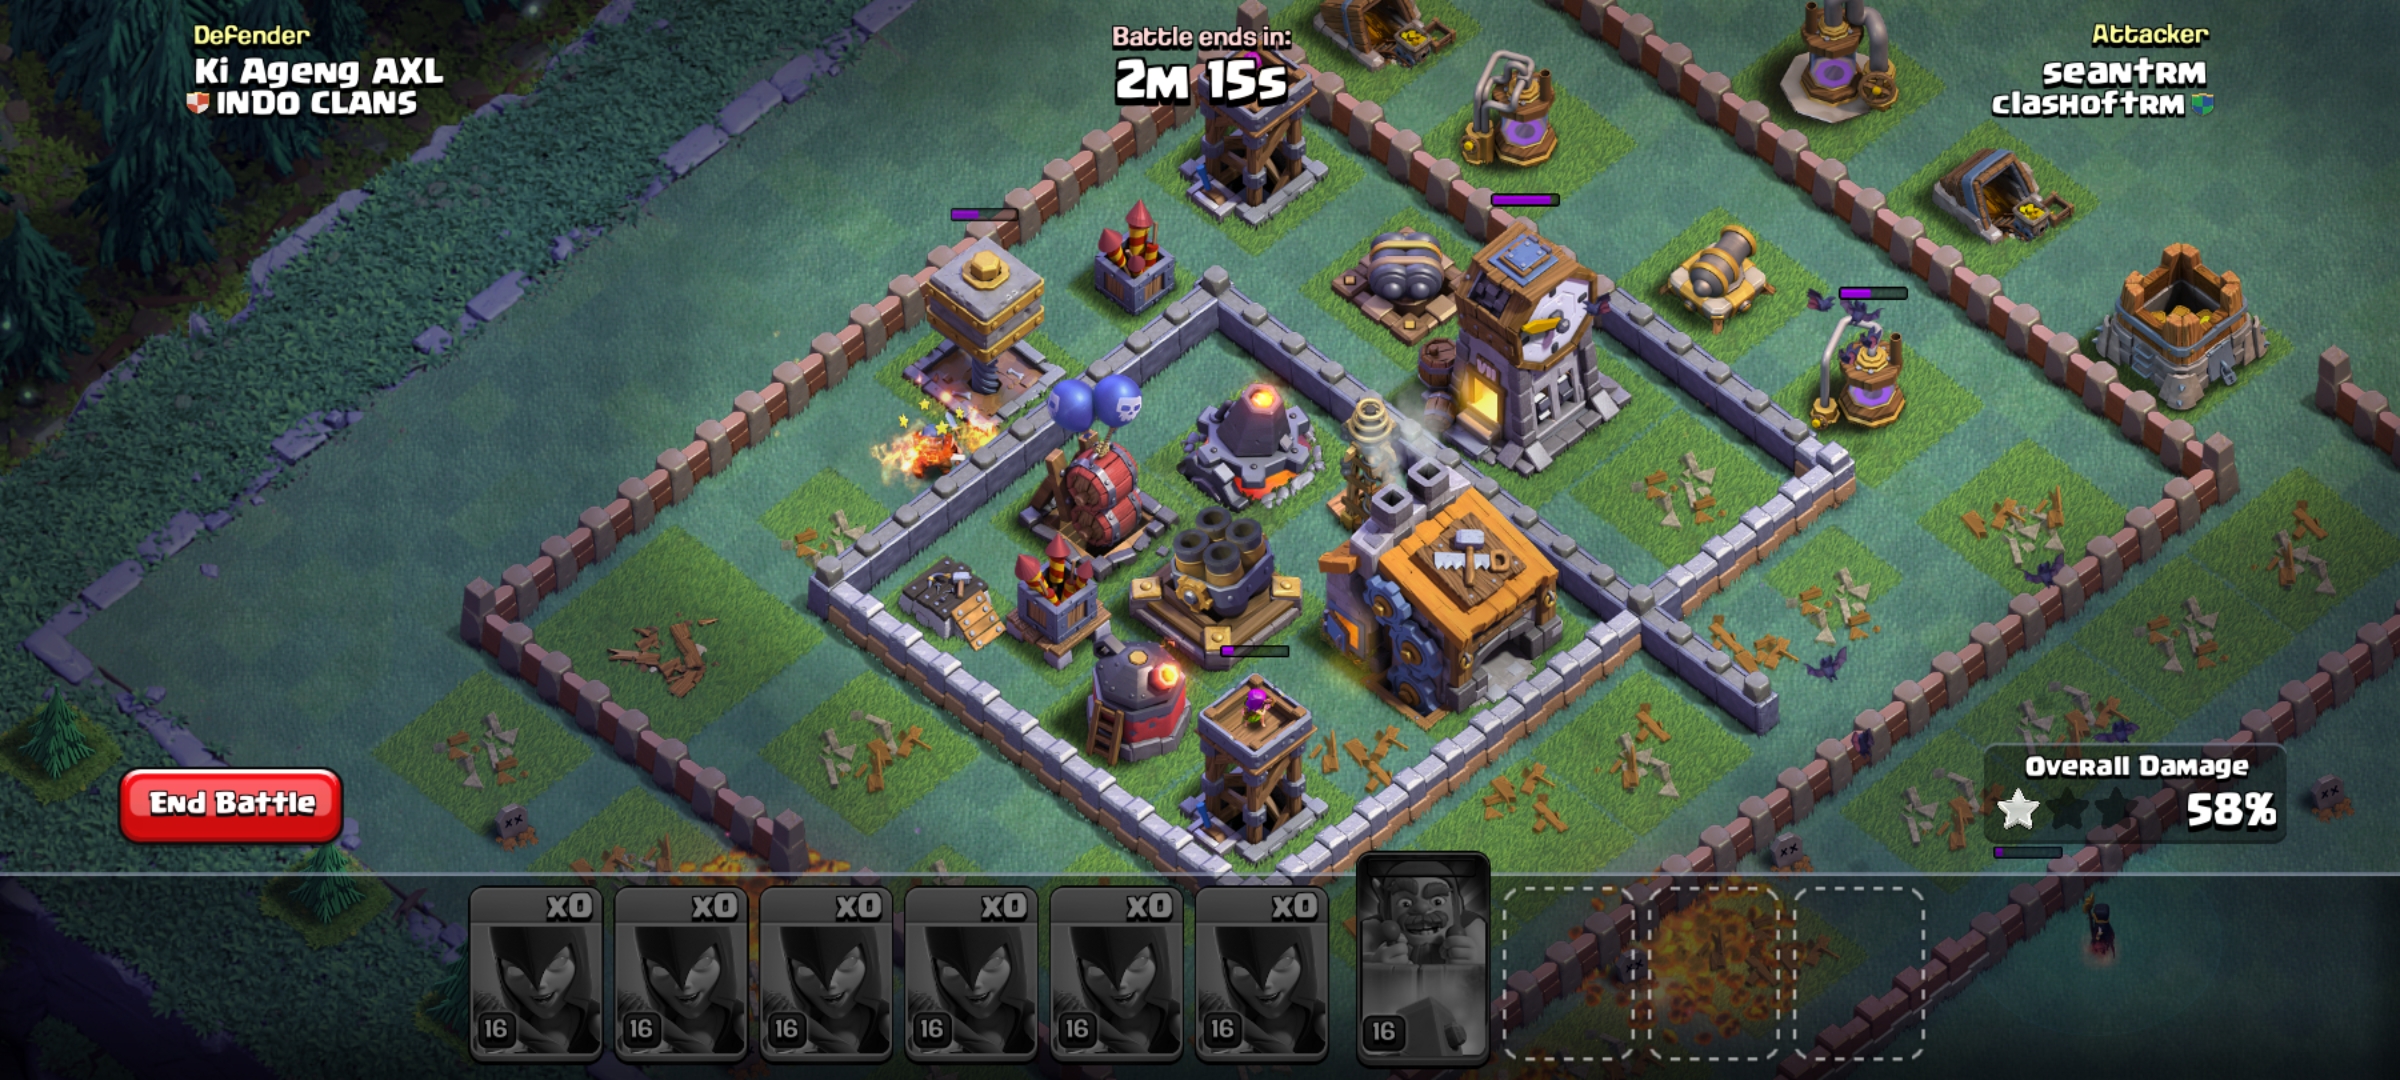 Defender
Ki Ageng AXL
INDO CLANS
Battle ends in:
2M 15s
Attacker
seantRM
clashoftRM
VII
End Battle
Overall Damage
58%
x0
x0
x0
x0
x0
x0
16
16
16
16
16
16
16